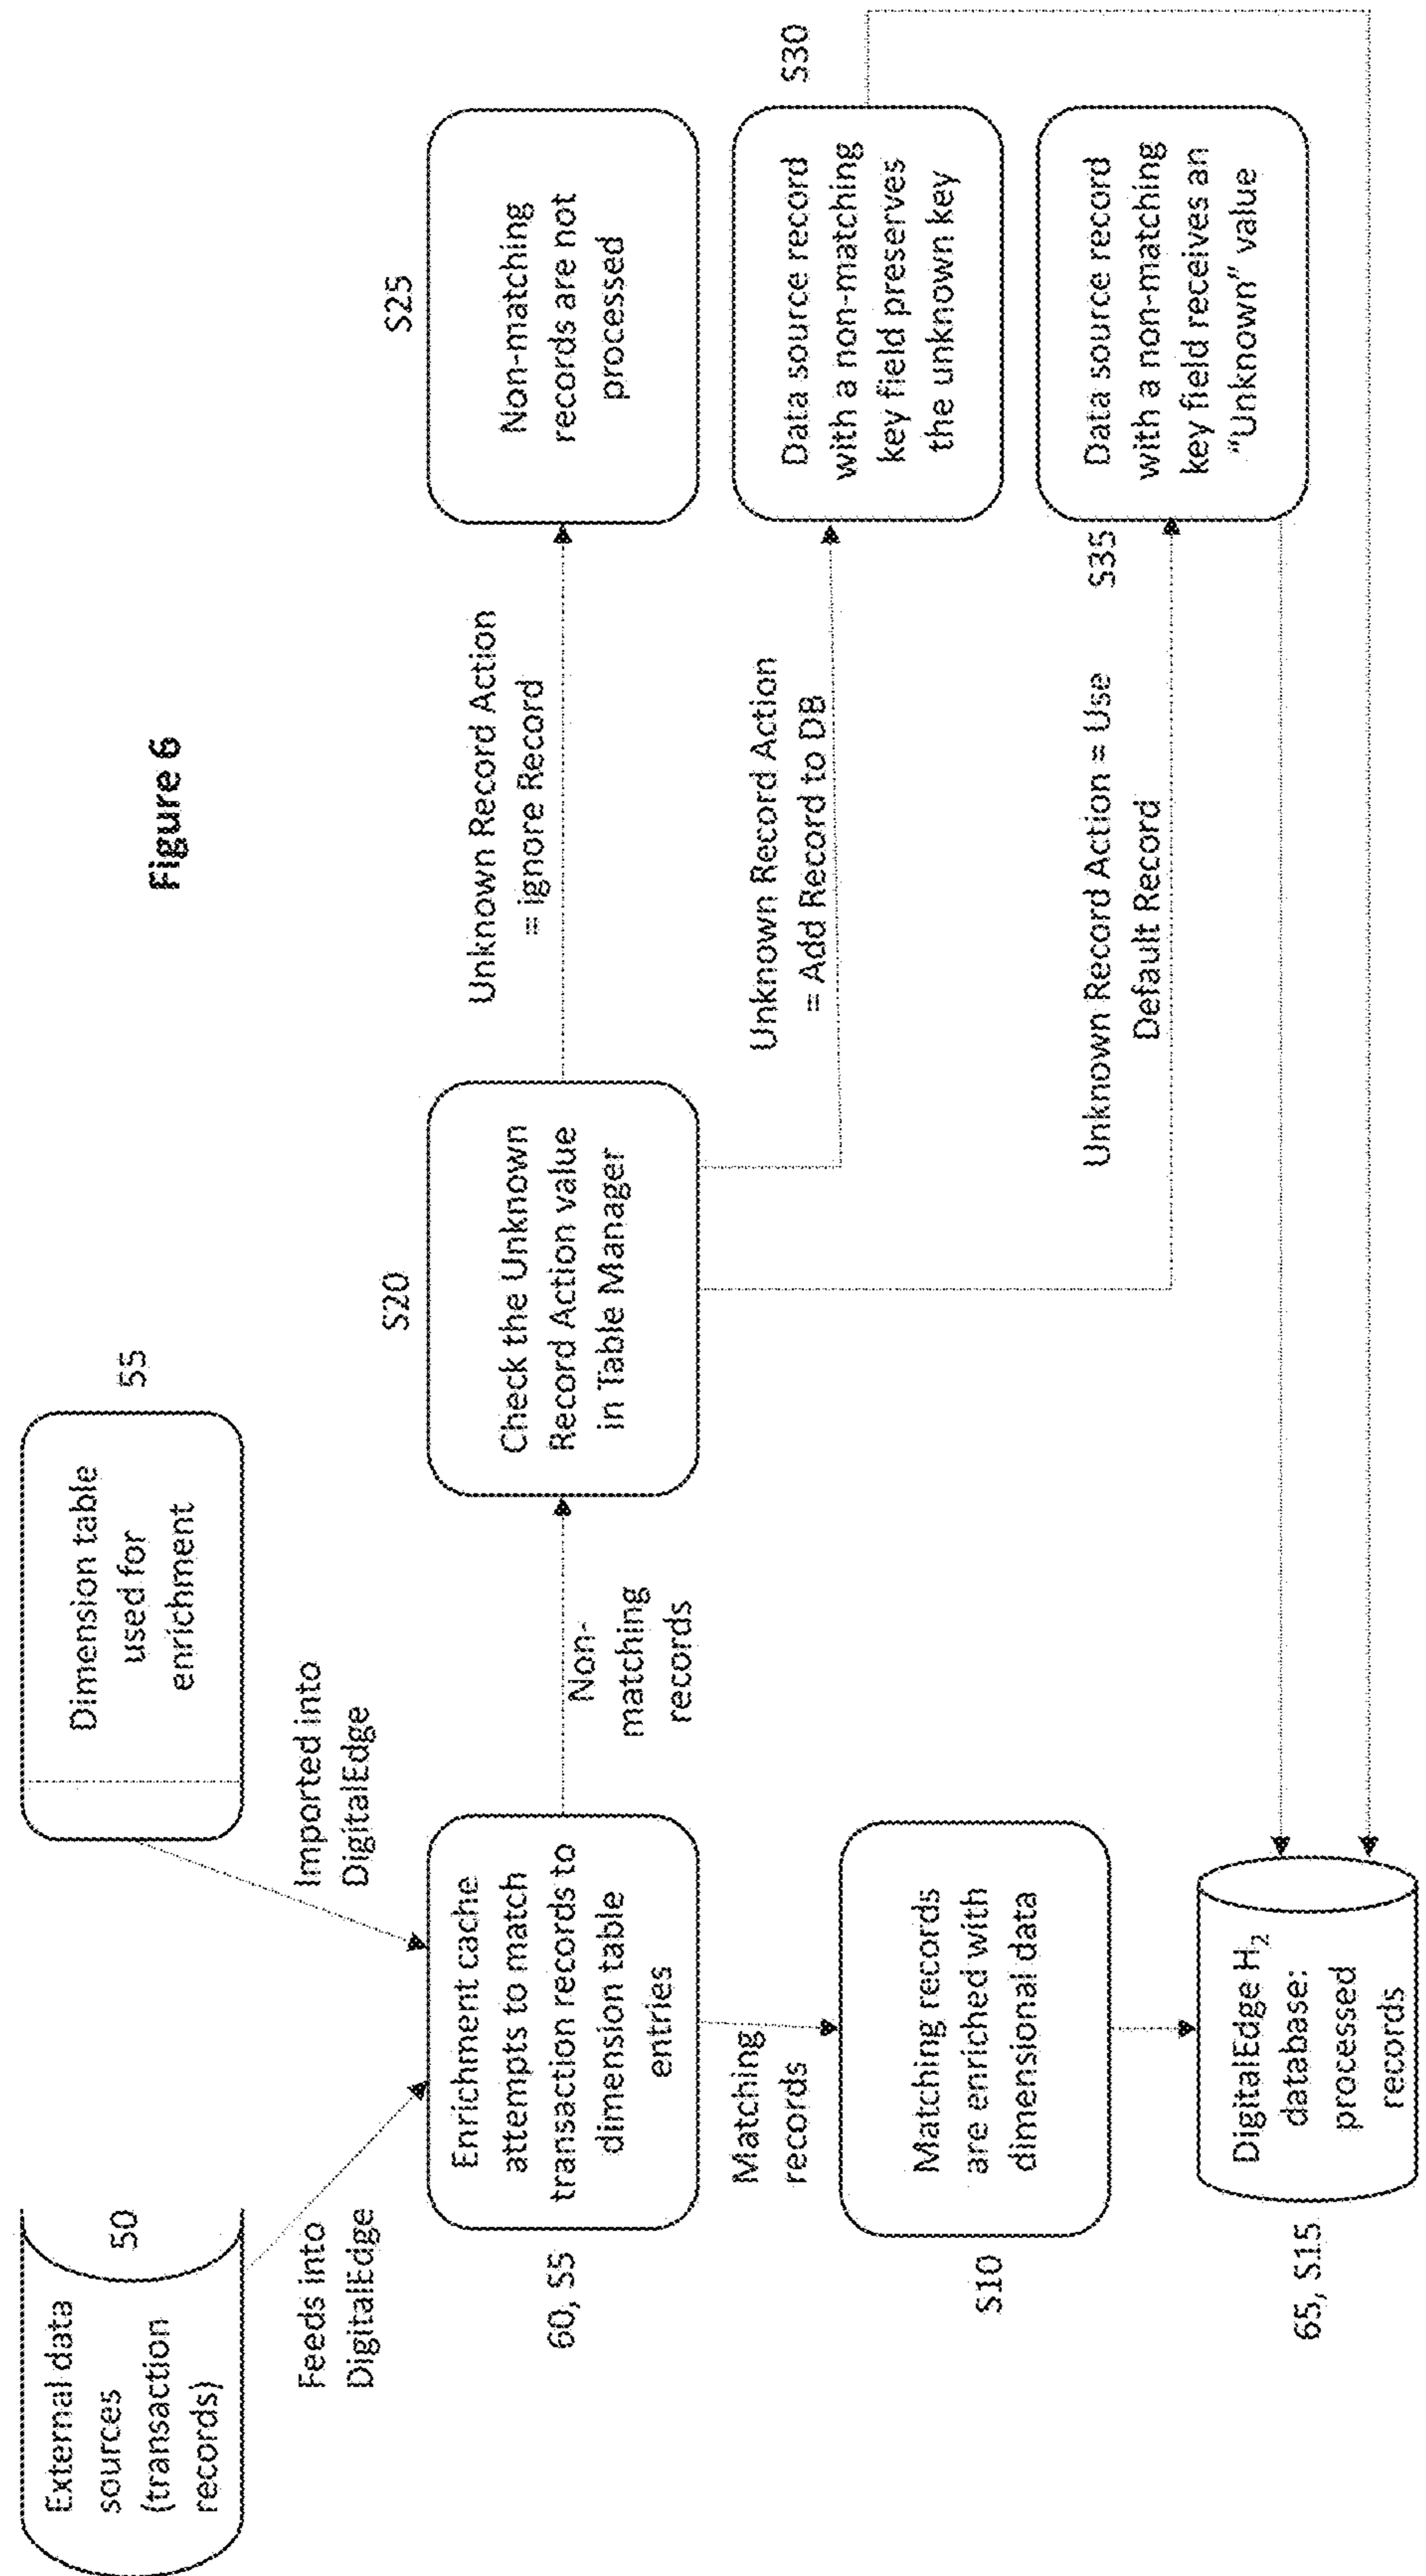 Figure 6
External data
sources
(transaction
records)
50
Dimension table
used for
enrichment
55
Feeds into
DigitalEdge
Imported into
DigitalEdge
Enrichment cache
attempts to match
transaction records to
dimension table
entries
60, S5
Non-
matching
records
S20
Check the Unknown
Record Action value
in Table Manager
Unknown Record Action
= ignore Record
S25
Non-matching
records are not
processed
Matching
records
Unknown Record Action
= Add Record to DB
Data source record
with a non-matching
key field preserves
the unknown key
S30
S10
Matching records
are enriched with
dimensional data
Unknown Record Action = Use
Default Record
S35
Data source record
with a non-matching
key field receives an
"Unknown" value
65, S15
DigitalEdge H₂
database:
processed
records